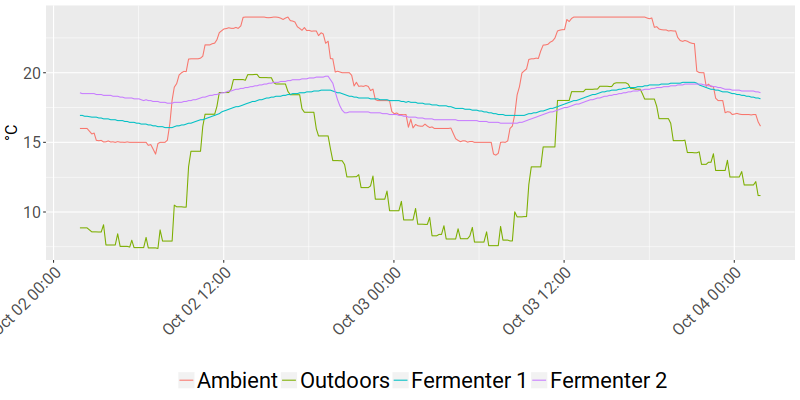 °C
20
15
10
Oct 02 00:00
Oct 02 12:00
Oct 03 00:00
Oct 03 12:00
Oct 04 00:00
Ambient Outdoors Fermenter 1 Fermenter 2